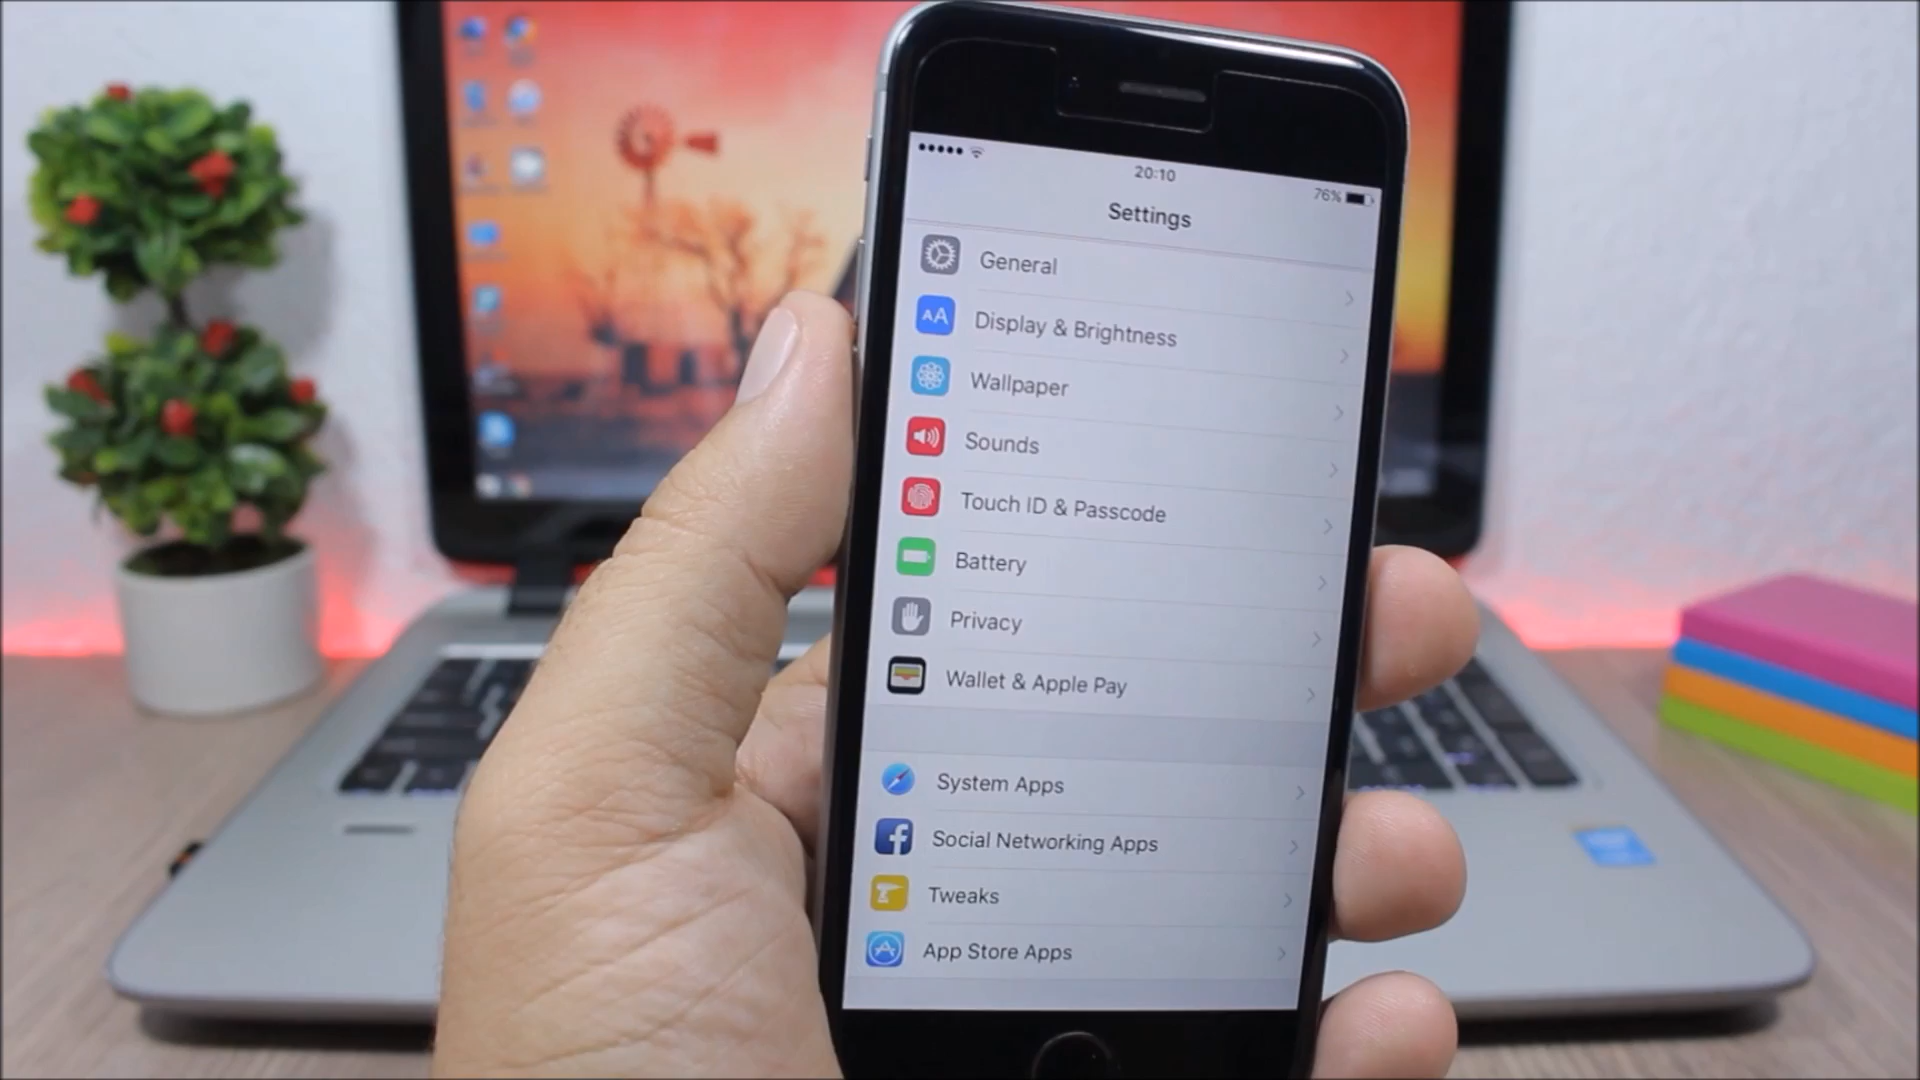 20:10
76%
Settings
General
Display & Brightness
Wallpaper
Sounds
Touch ID & Passcode
Battery
Privacy
Wallet & Apple Pay
System Apps
Social Networking Apps
Tweaks
App Store Apps